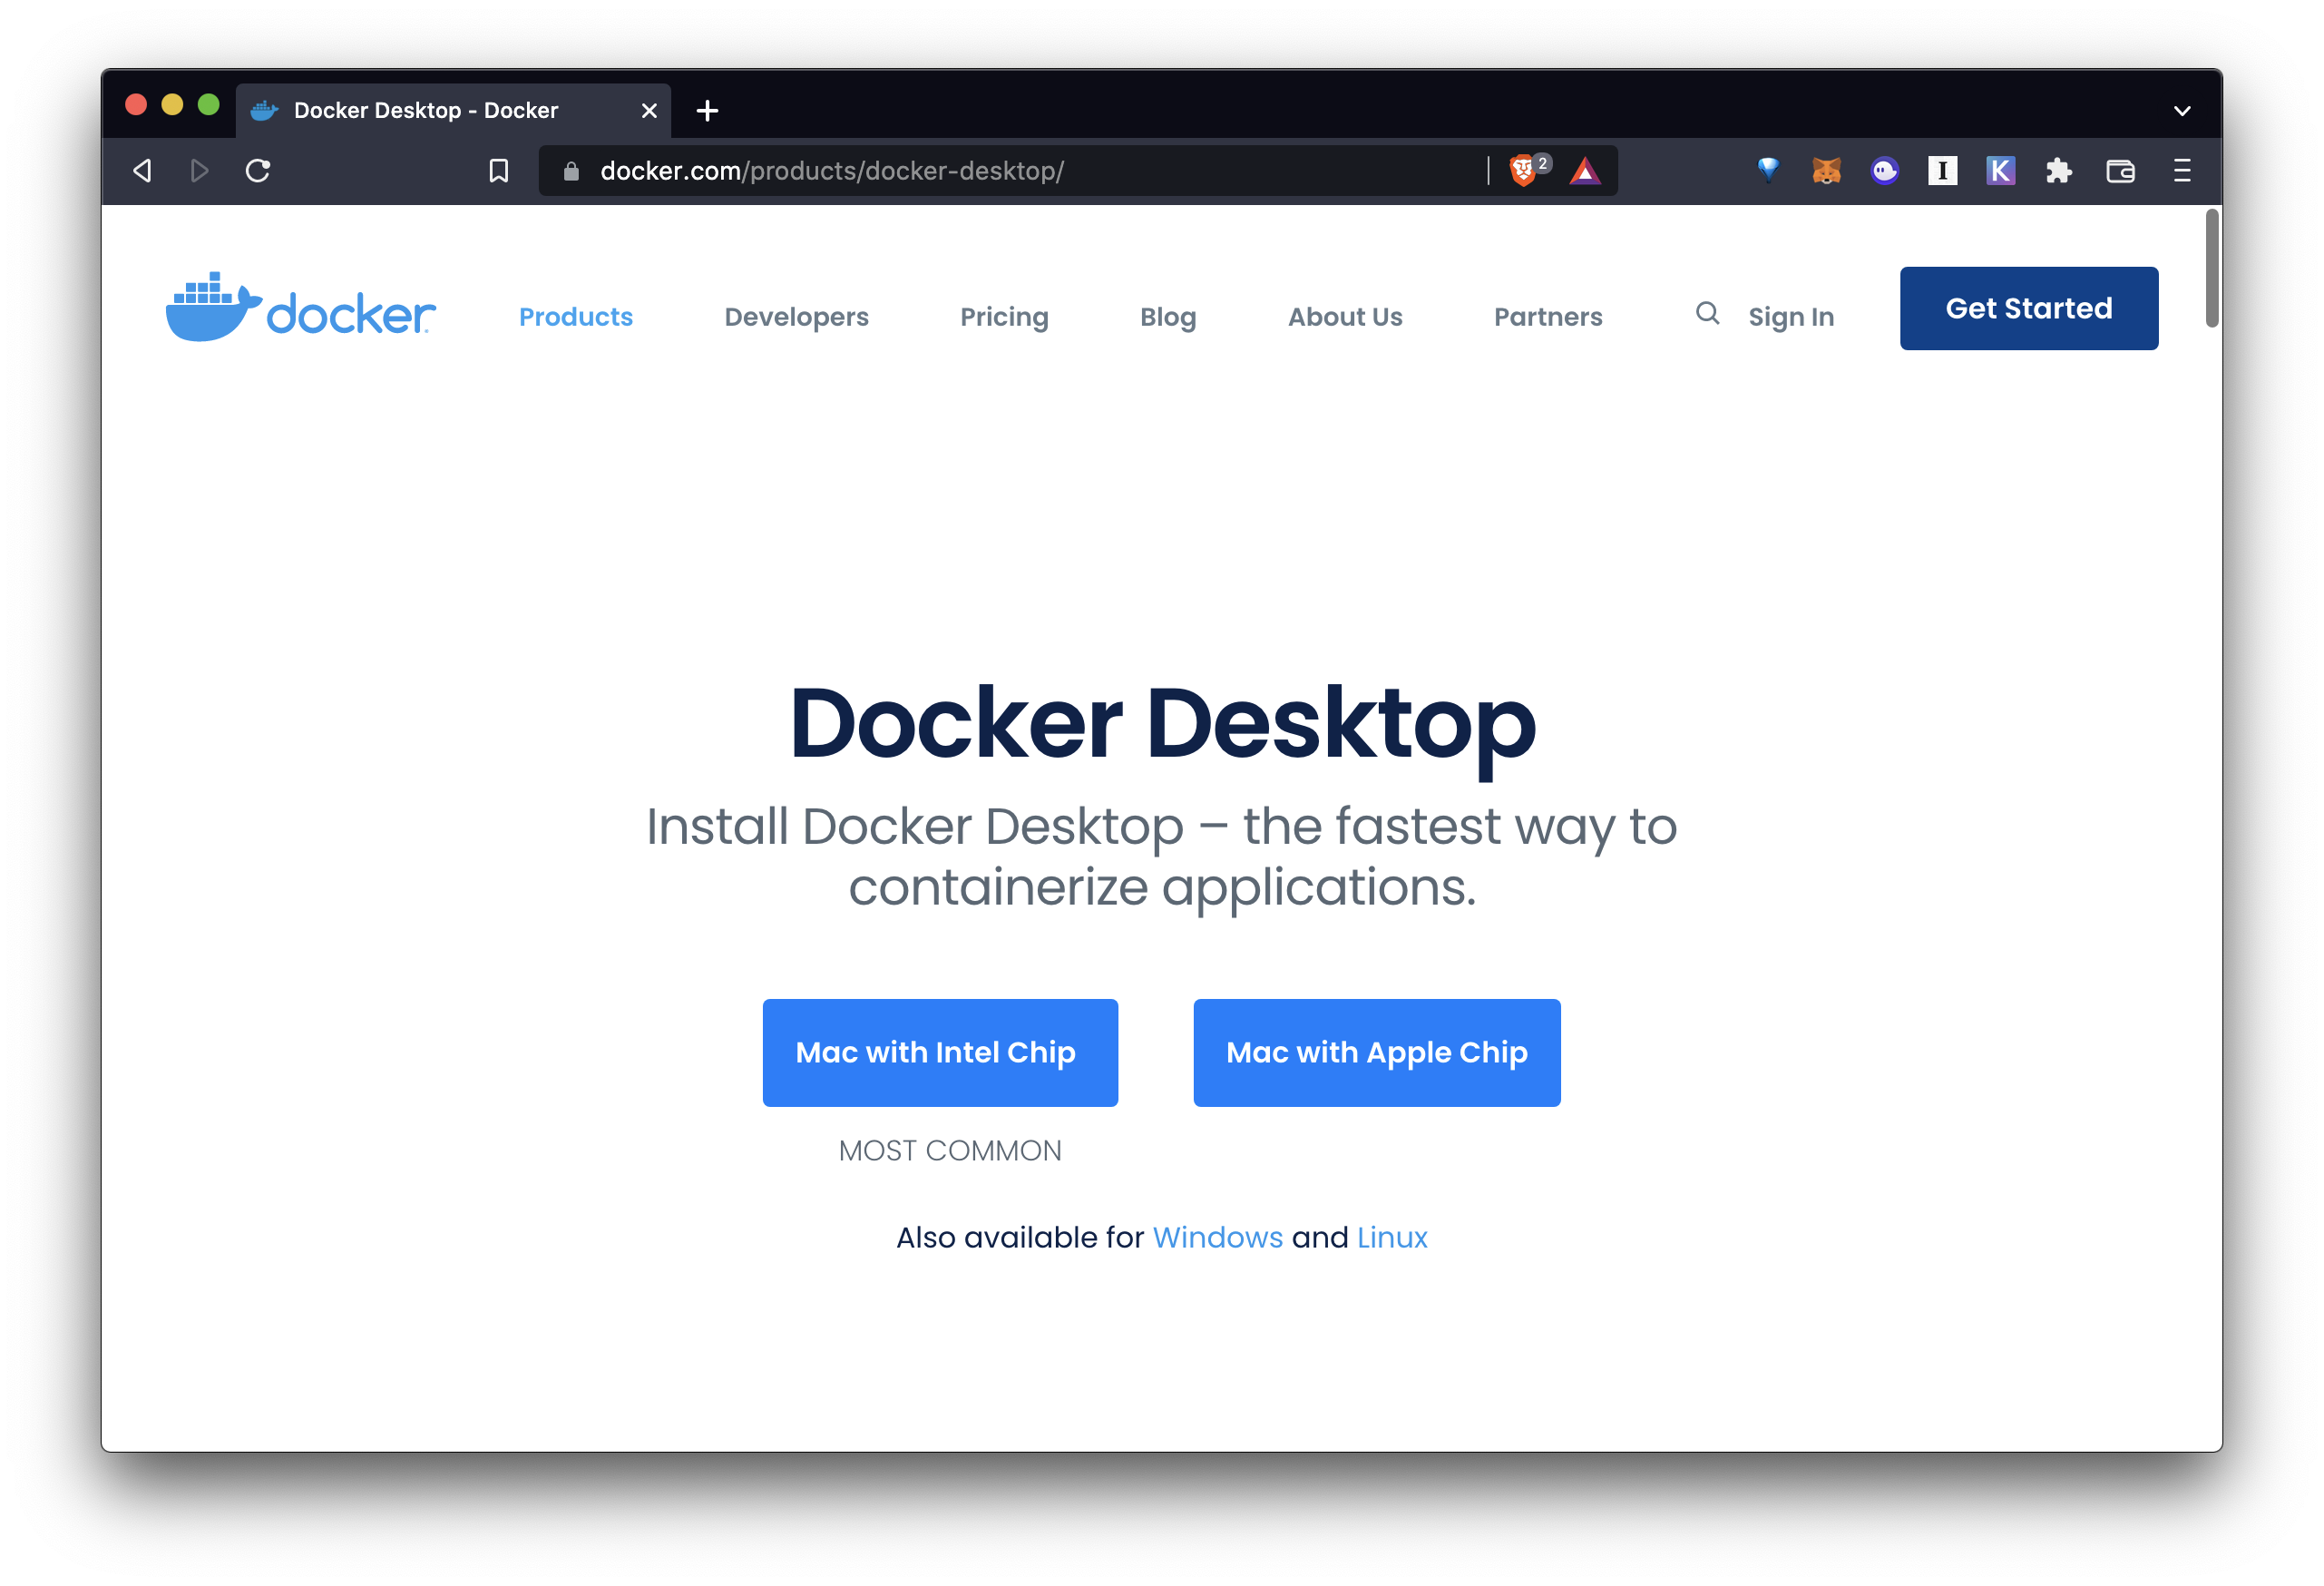 Docker Desktop - Docker
docker.com/products/docker-desktop/
2
I
K
docker
Products
Developers
Pricing
Blog
About Us
Partners
Sign In
Get Started
Docker Desktop
Install Docker Desktop – the fastest way to
containerize applications.
Mac with Intel Chip
Mac with Apple Chip
MOST COMMON
Also available for Windows and Linux